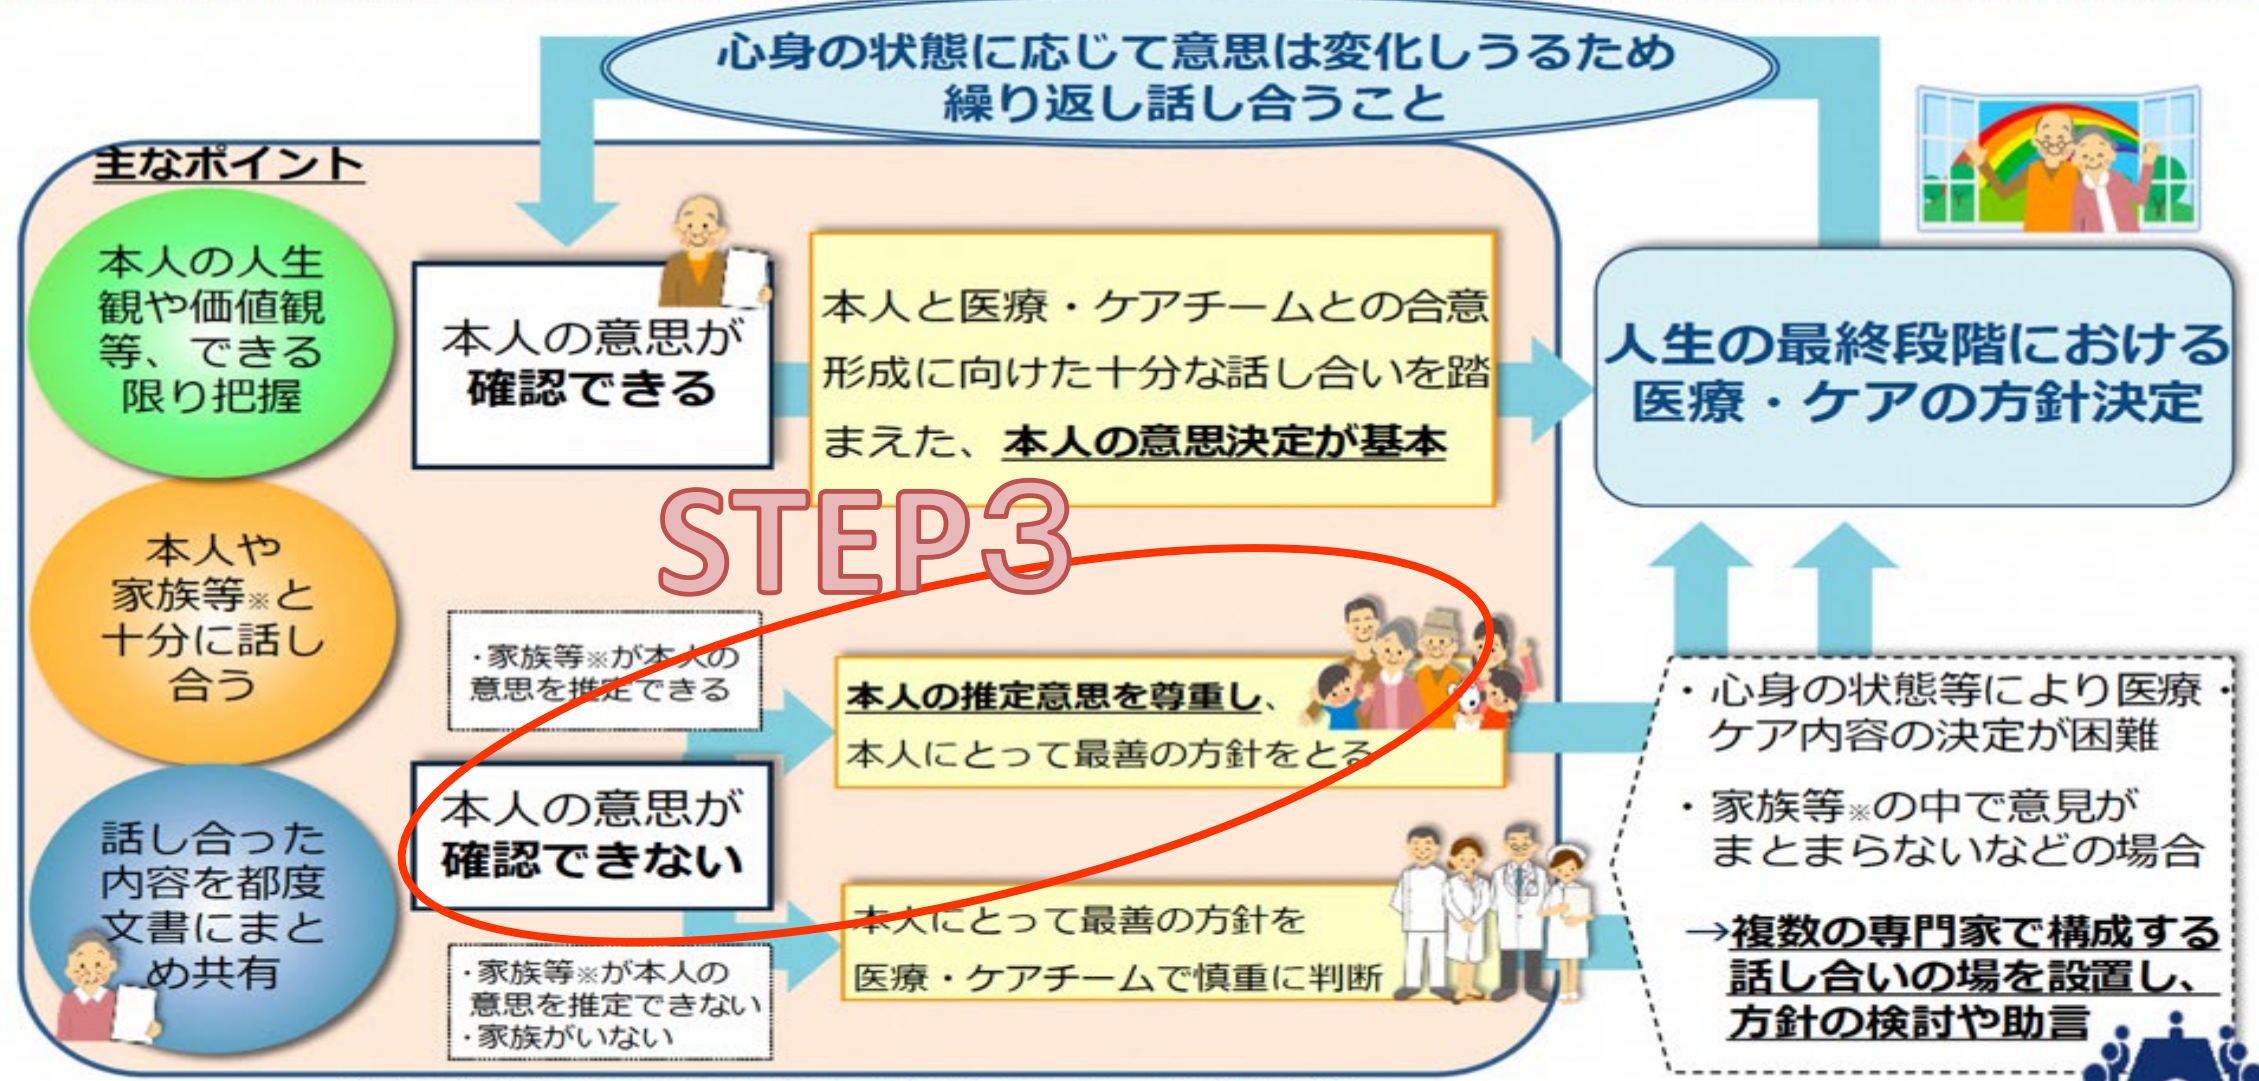 心身の状態に応じて意思は変化しうるため
繰り返し話し合うこと
主なポイント
本人の人生
観や価値観
等、できる
限り把握
本人や
家族等※と
十分に話し
合う
話し合った
内容を都度
文書にまと
め共有
本人の意思が
確認できる
本人と医療・ケアチームとの合意
形成に向けた十分な話し合いを踏
まえた、本人の意思決定が基本
人生の最終段階における
医療・ケアの方針決定
STEP3
・家族等※が本人の
意思を推定できる
本人の推定意思を尊重し、
本人にとって最善の方針をとる
本人の意思が
確認できない
本人にとって最善の方針を
医療・ケアチームで慎重に判断
・家族等※が本人の
意思を推定できない
・家族がいない
・心身の状態等により医療・
ケア内容の決定が困難
・家族等※の中で意見が
まとまらないなどの場合
→複数の専門家で構成する
話し合いの場を設置し、
方針の検討や助言